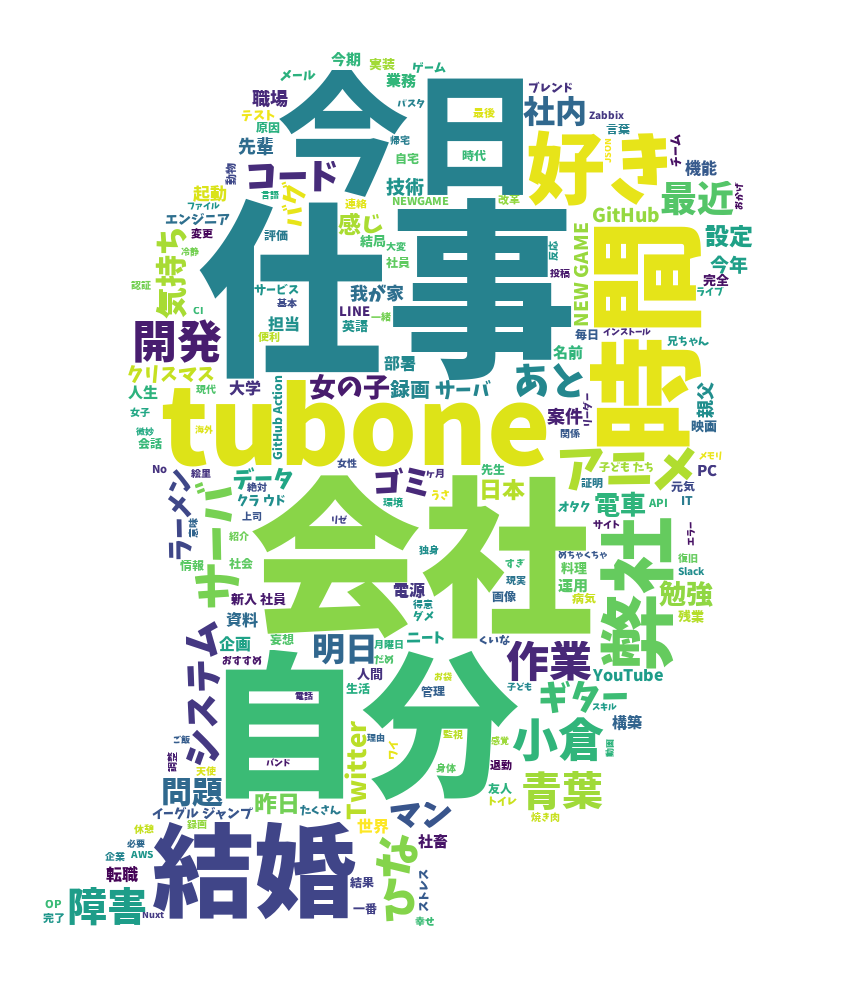 今期
実装
メール
業務
ゲーム
職場
バスタ
ブレンド
社内
Zabbix
テスト
今日
最後
原因
言葉
先輩
帰宅
自宅
時代
好き
JSON
チーム
機能
動物
コード
技術
起動
言語
バグ
NEWGAME
改革
最近
おかげ
ファイル
連絡
エンジニア
感じ
GitHub
変更
評価
結局
大変
仕事
反応
NEW GAME
時間
設定
気持ち
冷静
社員
投稿
今年
完全
認証
サービス
我が家
ライブ
基本
CI
LINE
一緒
担当
英語
毎日
インストール
開発
便利
名前
兄ちゃん
部署
クリスマス
大学
女の子
録画
サーバ
あと
人生
現代
親父
女子
tubone
案件
リーダー
映画
微妙
会話
海外
GitHub Action
関係
アニメ
メモリ
No
絵里
女性
子どもたち
PC
データ
ゴミ
ヶ月
先生
ラーメン
サーバ
絶対
日本
証明
元気
クラウド
環境
うさ
オタク
電車
API
IT
上司
リゼ
サイト
エラー
意味
紹介
会社
独身
めちゃくちゃ
弊社
復旧
情報
社会
すぎ
料理
Slack
現実
電源
運用
勉強
新入社員
得意
画像
病気
残業
資料
ダメ
企画
妄想
明日
月曜日
ニート
くいな
作業
おすすめ
だめ
システム
人間
YouTube
自分
生活
管理
お袋
子ども
ギター
スキル
電話
構築
ご飯
Twitter
理由
監視
感覚
小倉
動画
調整
バンド
ワイ
天使
身体
退勤
問題
友人
青葉
昨日
たくさん
トイレ
イーグルジャンプ
マン
焼き肉
休憩
録画
世界
必要
結婚
ひな
社畜
企業
AWS
転職
結果
ストレス
OP
障害
一番
完了
Nuxt
幸せ